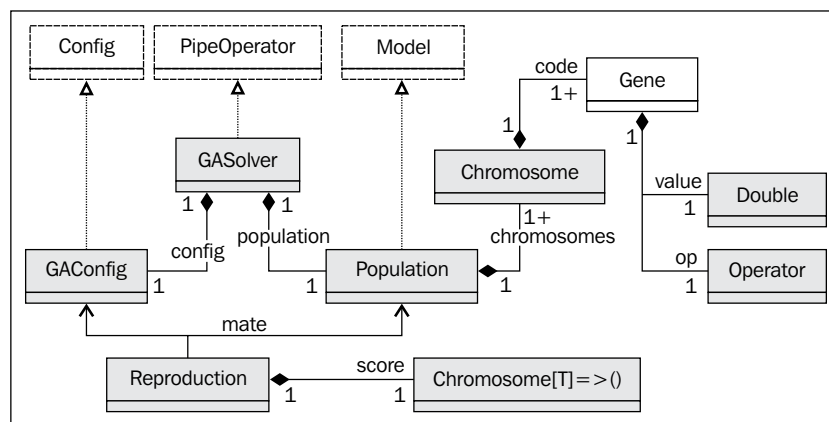 Config
PipeOperator
Model
code
1+
Gene
1
1
GASolver
Chromosome
value
1
Double
1
1
1+
config
population
chromosomes
GAConfig
1
1
Population
1
op
1
Operator
mate
Reproduction
1
score
1
Chromosome[T]=>()